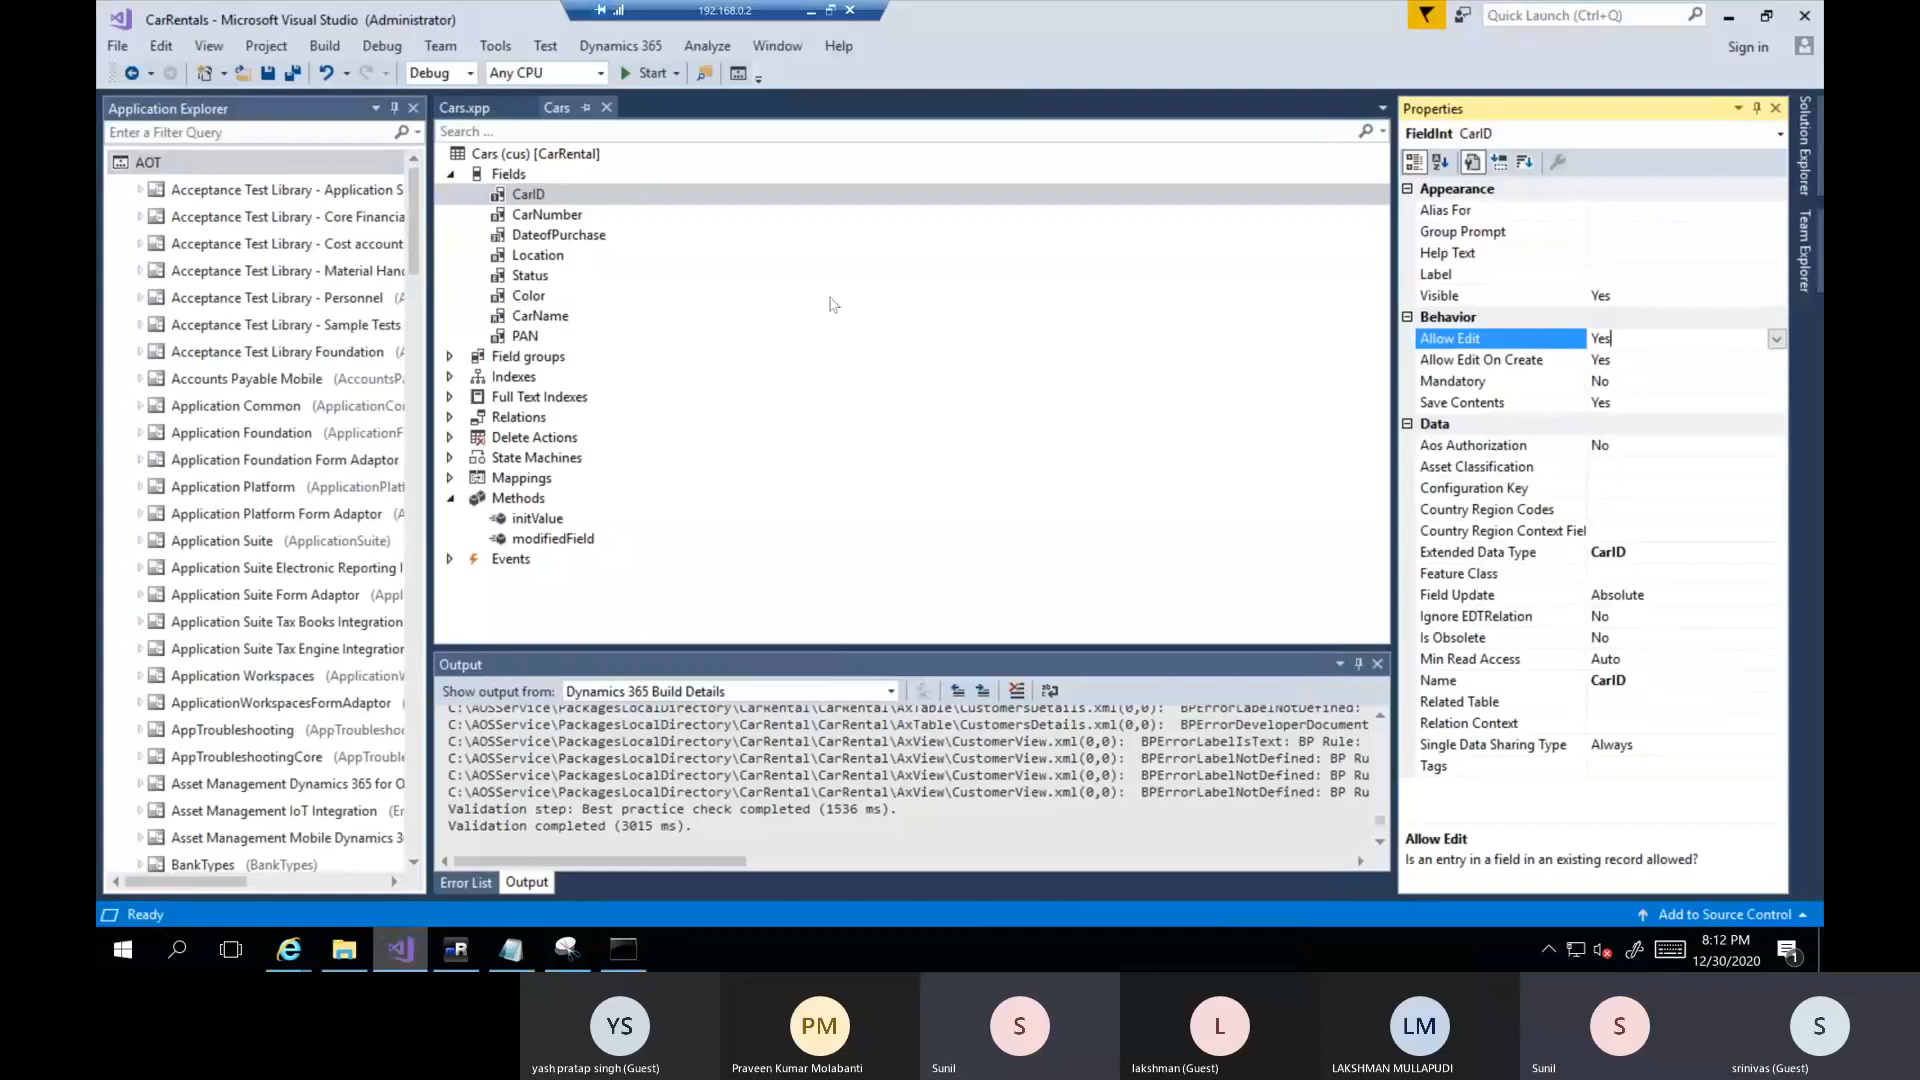 CarRentals - Microsoft Visual Studio (Administrator)
192.168.0.2
Quick Launch (Ctrl+Q)
File Edit View Project Build Debug Team Tools Test Dynamics 365 Analyze Window Help
Sign in
Debug
Any CPU
Start
Application Explorer
Enter a Filter Query
AOT
Acceptance Test Library - Application S
Acceptance Test Library - Core Financia
Acceptance Test Library - Cost account
Acceptance Test Library - Material Hanc
Acceptance Test Library - Personnel (A
Acceptance Test Library - Sample Tests
Acceptance Test Library Foundation (A
Accounts Payable Mobile (AccountsPa
Application Common (ApplicationCo
Application Foundation (ApplicationF
Application Foundation Form Adaptor
Application Platform (ApplicationPlatf
Application Platform Form Adaptor (A
Application Suite (ApplicationSuite)
Application Suite Electronic Reporting I
Application Suite Form Adaptor (Appl
Application Suite Tax Books Integration
Application Suite Tax Engine Integration
Application Workspaces (ApplicationW
ApplicationWorkspacesFormAdaptor
AppTroubleshooting (AppTroublesho
AppTroubleshootingCore (AppTrouble
Asset Management Dynamics 365 for O
Asset Management IoT Integration (En
Asset Management Mobile Dynamics 3
BankTypes (BankTypes)
Cars.xpp
Cars
Search ...
Cars (cus) [CarRental]
Fields
CarID
CarNumber
DateofPurchase
Location
Status
Color
CarName
PAN
Field groups
Indexes
Full Text Indexes
Relations
Delete Actions
State Machines
Mappings
Methods
initValue
modifiedField
Events
Output
Show output from: Dynamics 365 Build Details
C:\AOSService\PackagesLocalDirectory\CarRental\CarRental\AxTable\CustomersDetails.xml(0,0): BPErrorLabelNotDefined:
C:\AOSService\PackagesLocalDirectory\CarRental\CarRental\AxTable\CustomersDetails.xml(0,0): BPErrorDeveloperDocument
C:\AOSService\PackagesLocalDirectory\CarRental\CarRental\AxView\CustomerView.xml(0,0): BPErrorLabelIsText: BP Rule:
C:\AOSService\PackagesLocalDirectory\CarRental\CarRental\AxView\CustomerView.xml(0,0): BPErrorLabelNotDefined: BP Ru
C:\AOSService\PackagesLocalDirectory\CarRental\CarRental\AxView\CustomerView.xml(0,0): BPErrorLabelNotDefined: BP Ru
C:\AOSService\PackagesLocalDirectory\CarRental\CarRental\AxView\CustomerView.xml(0,0): BPErrorLabelNotDefined: BP Ru
Validation step: Best practice check completed (1536 ms).
Validation completed (3015 ms).
Error List
Output
Properties
FieldInt CarID
Appearance
Alias For
Group Prompt
Help Text
Label
Visible Yes
Behavior
Allow Edit Yes
Allow Edit On Create Yes
Mandatory No
Save Contents Yes
Data
Aos Authorization No
Asset Classification
Configuration Key
Country Region Codes
Country Region Context Fiel
Extended Data Type CarID
Feature Class
Field Update Absolute
Ignore EDTRelation No
Is Obsolete No
Min Read Access Auto
Name CarID
Related Table
Relation Context
Single Data Sharing Type Always
Tags
Allow Edit
Is an entry in a field in an existing record allowed?
Solution Explorer
Team Explorer
Ready
Add to Source Control
8:12 PM
12/30/2020
1
YS
PM
S
L
LM
S
S
yash pratap singh (Guest)
Praveen Kumar Molabanti
Sunil
lakshman (Guest)
LAKSHMAN MULLAPUDI
Sunil
srinivas (Guest)